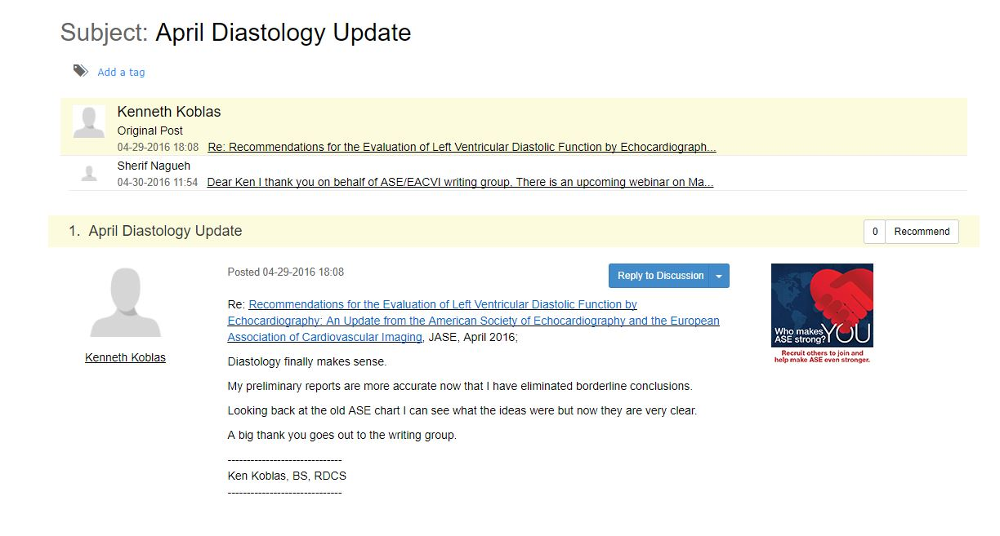 Subject: April Diastology Update
Add a tag
Kenneth Koblas
Original Post
04-29-2016 18:08 Re: Recommendations for the Evaluation of Left Ventricular Diastolic Function by Echocardiograph...
Sherif Nagueh
04-30-2016 11:54 Dear Ken I thank you on behalf of ASE/EACVI writing group. There is an upcoming webinar on Ma...
1. April Diastology Update
0 Recommend
Kenneth Koblas
Posted 04-29-2016 18:08
Reply to Discussion
Re: Recommendations for the Evaluation of Left Ventricular Diastolic Function by
Echocardiography: An Update from the American Society of Echocardiography and the European
Association of Cardiovascular Imaging, JASE, April 2016;
Diastology finally makes sense.
My preliminary reports are more accurate now that I have eliminated borderline conclusions.
Looking back at the old ASE chart I can see what the ideas were but now they are very clear.
A big thank you goes out to the writing group.
------------------------------
Ken Koblas, BS, RDCS
------------------------------
Who makes
ASE strong? YOU
Recruit others to join and
help make ASE even stronger.